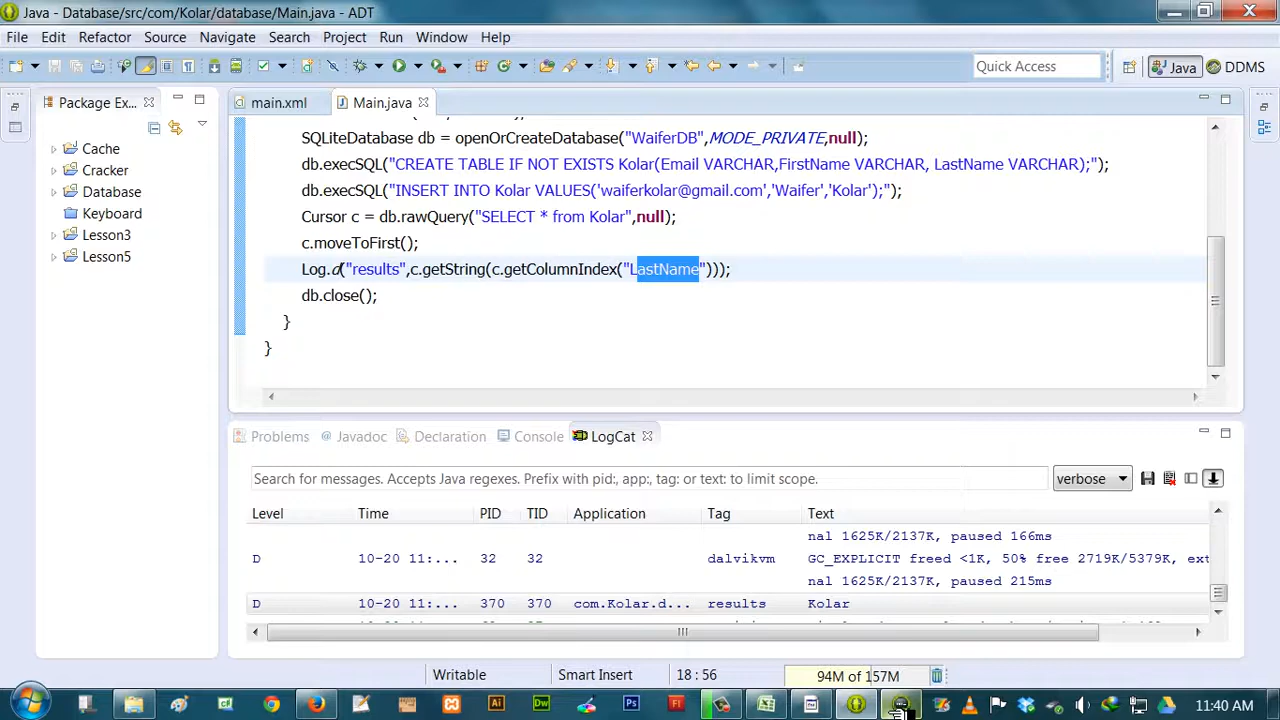 Java - Database/src/com/Kolar/database/Main.java - ADT
File Edit Refactor Source Navigate Search Project Run Window Help
Quick Access Java DDMS
Package Ex... main.xml Main.java
Cache
Cracker
Database
Keyboard
Lesson3
Lesson5
SQLiteDatabase db = openOrCreateDatabase("WaiferDB",MODE_PRIVATE,null);
db.execSQL("CREATE TABLE IF NOT EXISTS Kolar(Email VARCHAR,FirstName VARCHAR, LastName VARCHAR);");
db.execSQL("INSERT INTO Kolar VALUES('waiferkolar@gmail.com','Waifer','Kolar');");
Cursor c = db.rawQuery("SELECT * from Kolar",null);
c.moveToFirst();
Log.d("results",c.getString(c.getColumnIndex("LastName")));
db.close();
}
}
Problems @ Javadoc Declaration Console LogCat
Search for messages. Accepts Java regexes. Prefix with pid:, app:, tag: or text: to limit scope. verbose
Level Time PID TID Application Tag Text
nal 1625K/2137K, paused 166ms
D 10-20 11:... 32 32 dalvikvm GC_EXPLICIT freed <1K, 50% free 2719K/5379K, ext
nal 1625K/2137K, paused 215ms
D 10-20 11:... 370 370 com.Kolar.d... results Kolar
Writable Smart Insert 18 : 56 94M of 157M
Ai Dw Ps Fl 11:40 AM